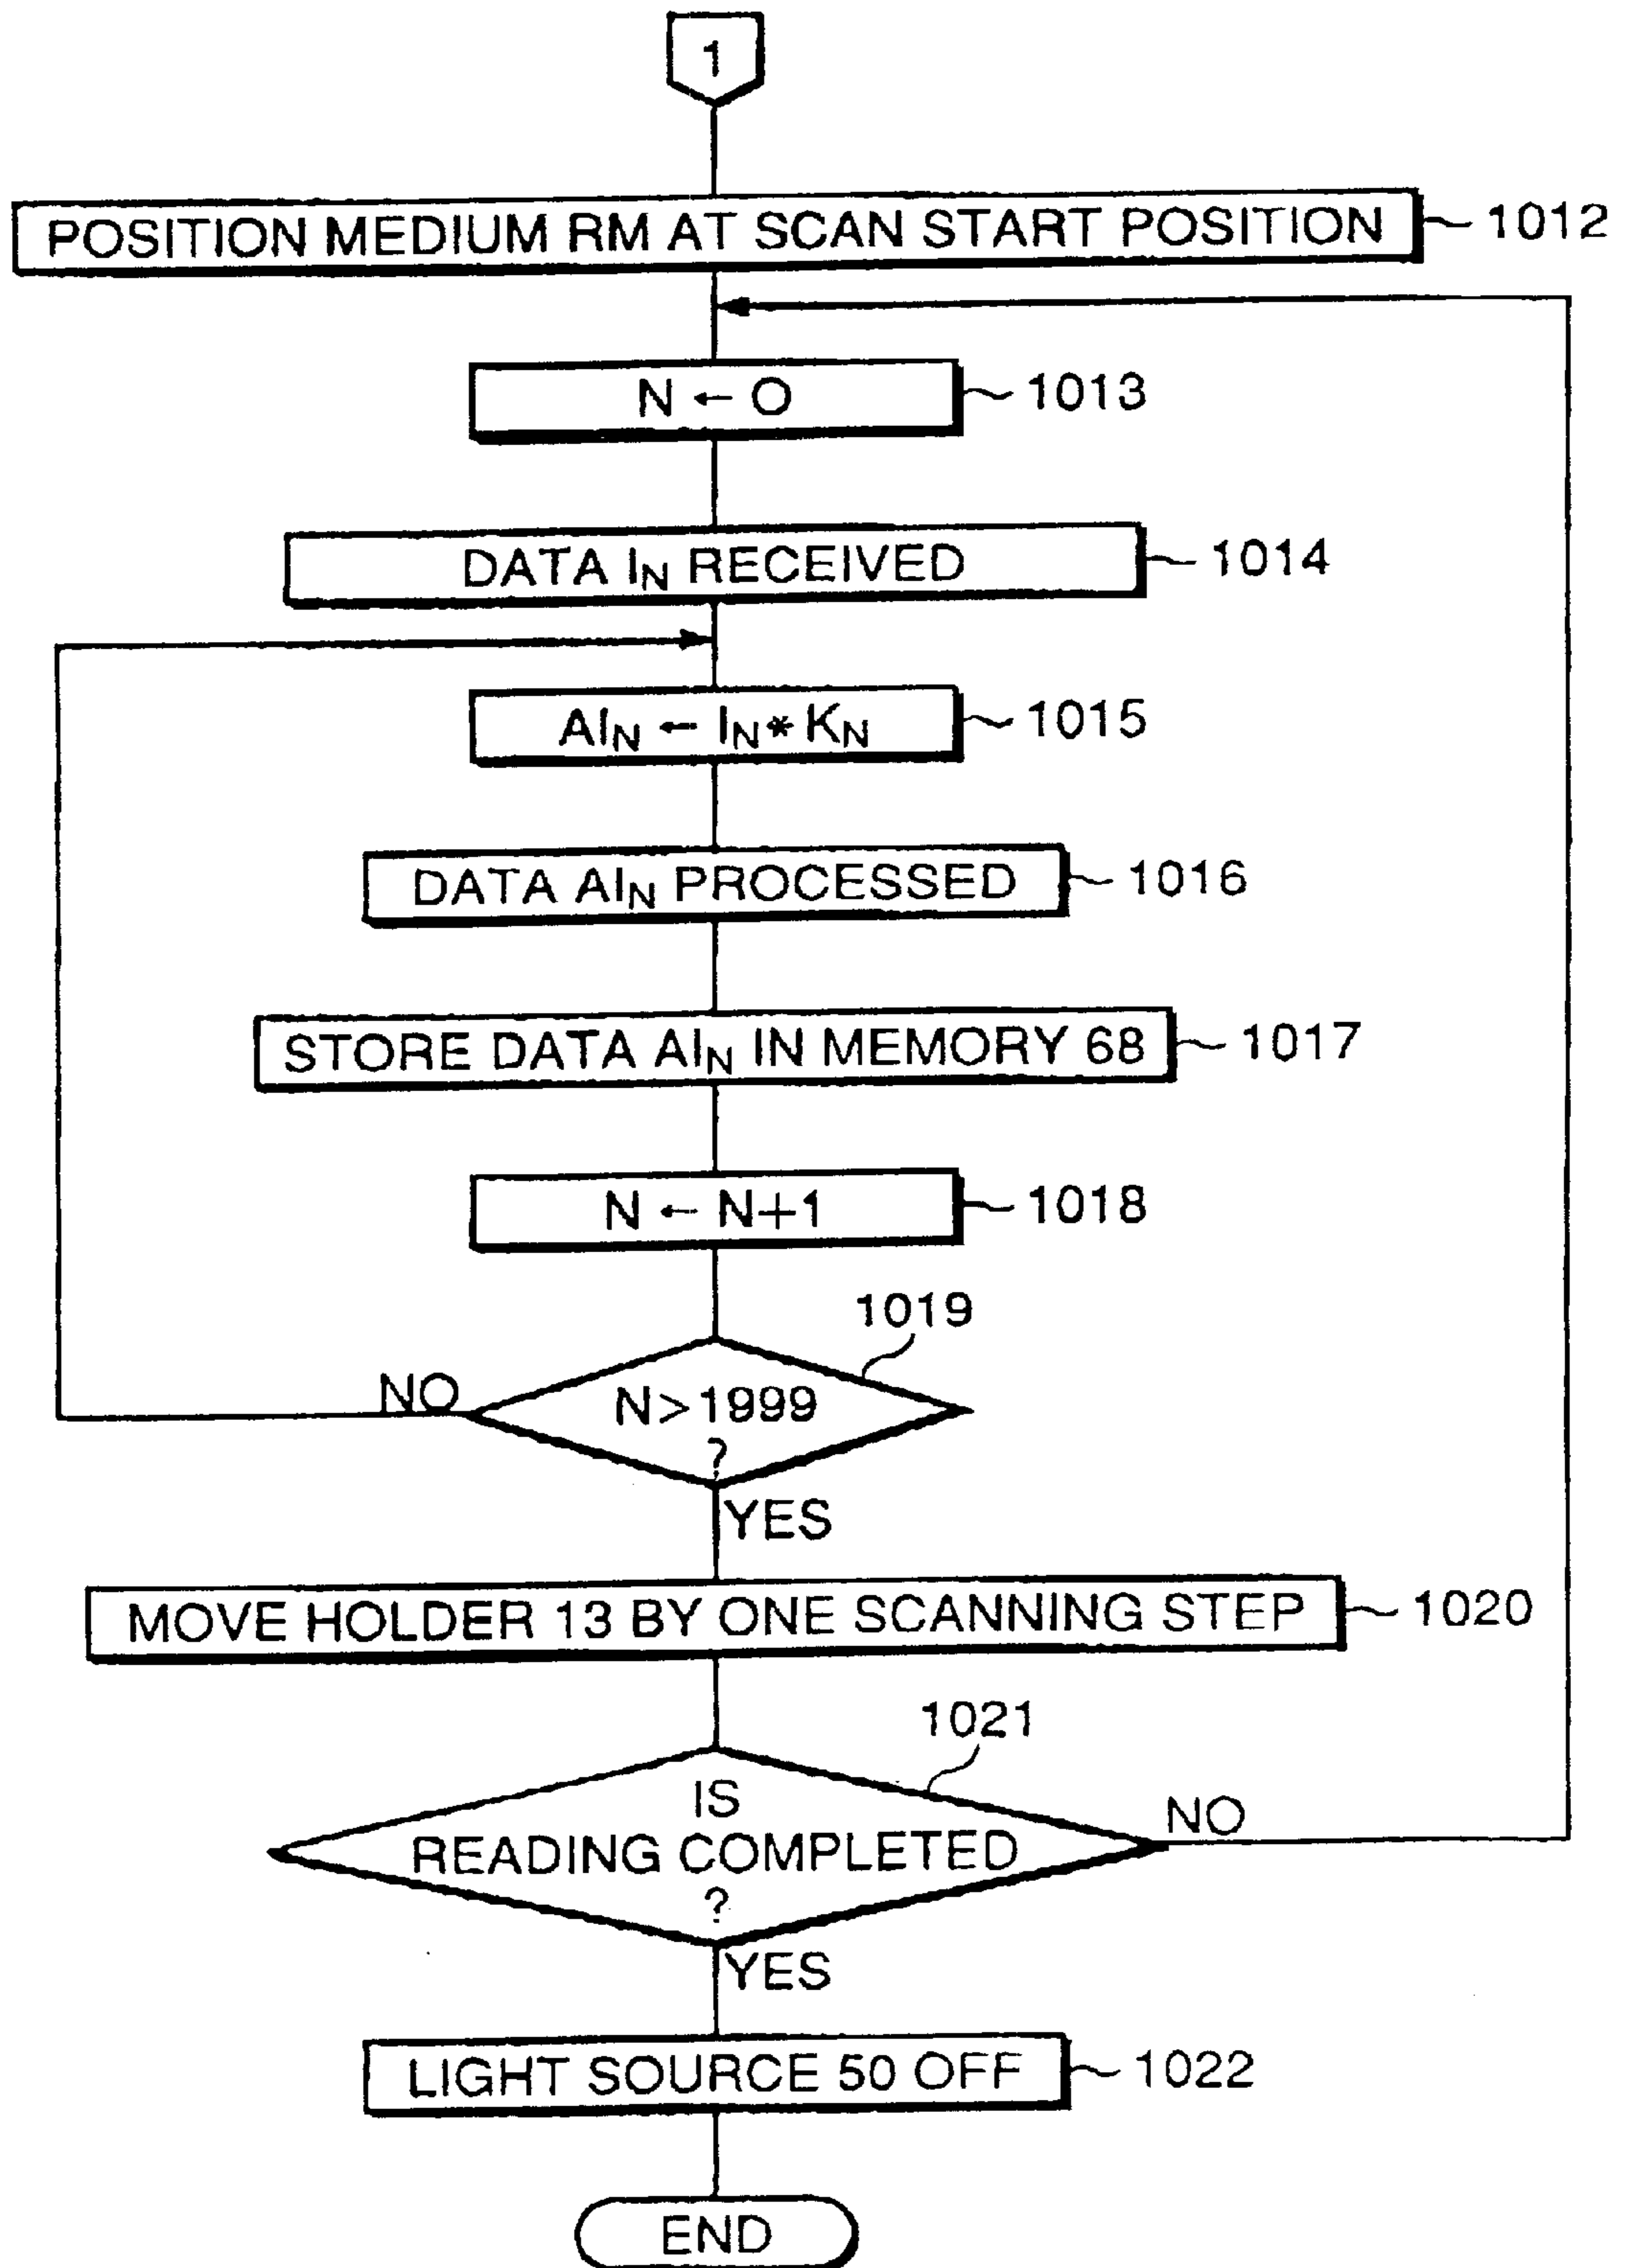 1
POSITION MEDIUM RM AT SCAN START POSITION
1012
N ← O
1013
DATA IN RECEIVED
1014
AIN ← IN * KN
1015
DATA AIN PROCESSED
1016
STORE DATA AIN IN MEMORY 68
1017
N ← N+1
1018
1019
NO
N > 1999
?
YES
MOVE HOLDER 13 BY ONE SCANNING STEP
1020
1021
IS
NO
READING COMPLETED
?
YES
LIGHT SOURCE 50 OFF
1022
END